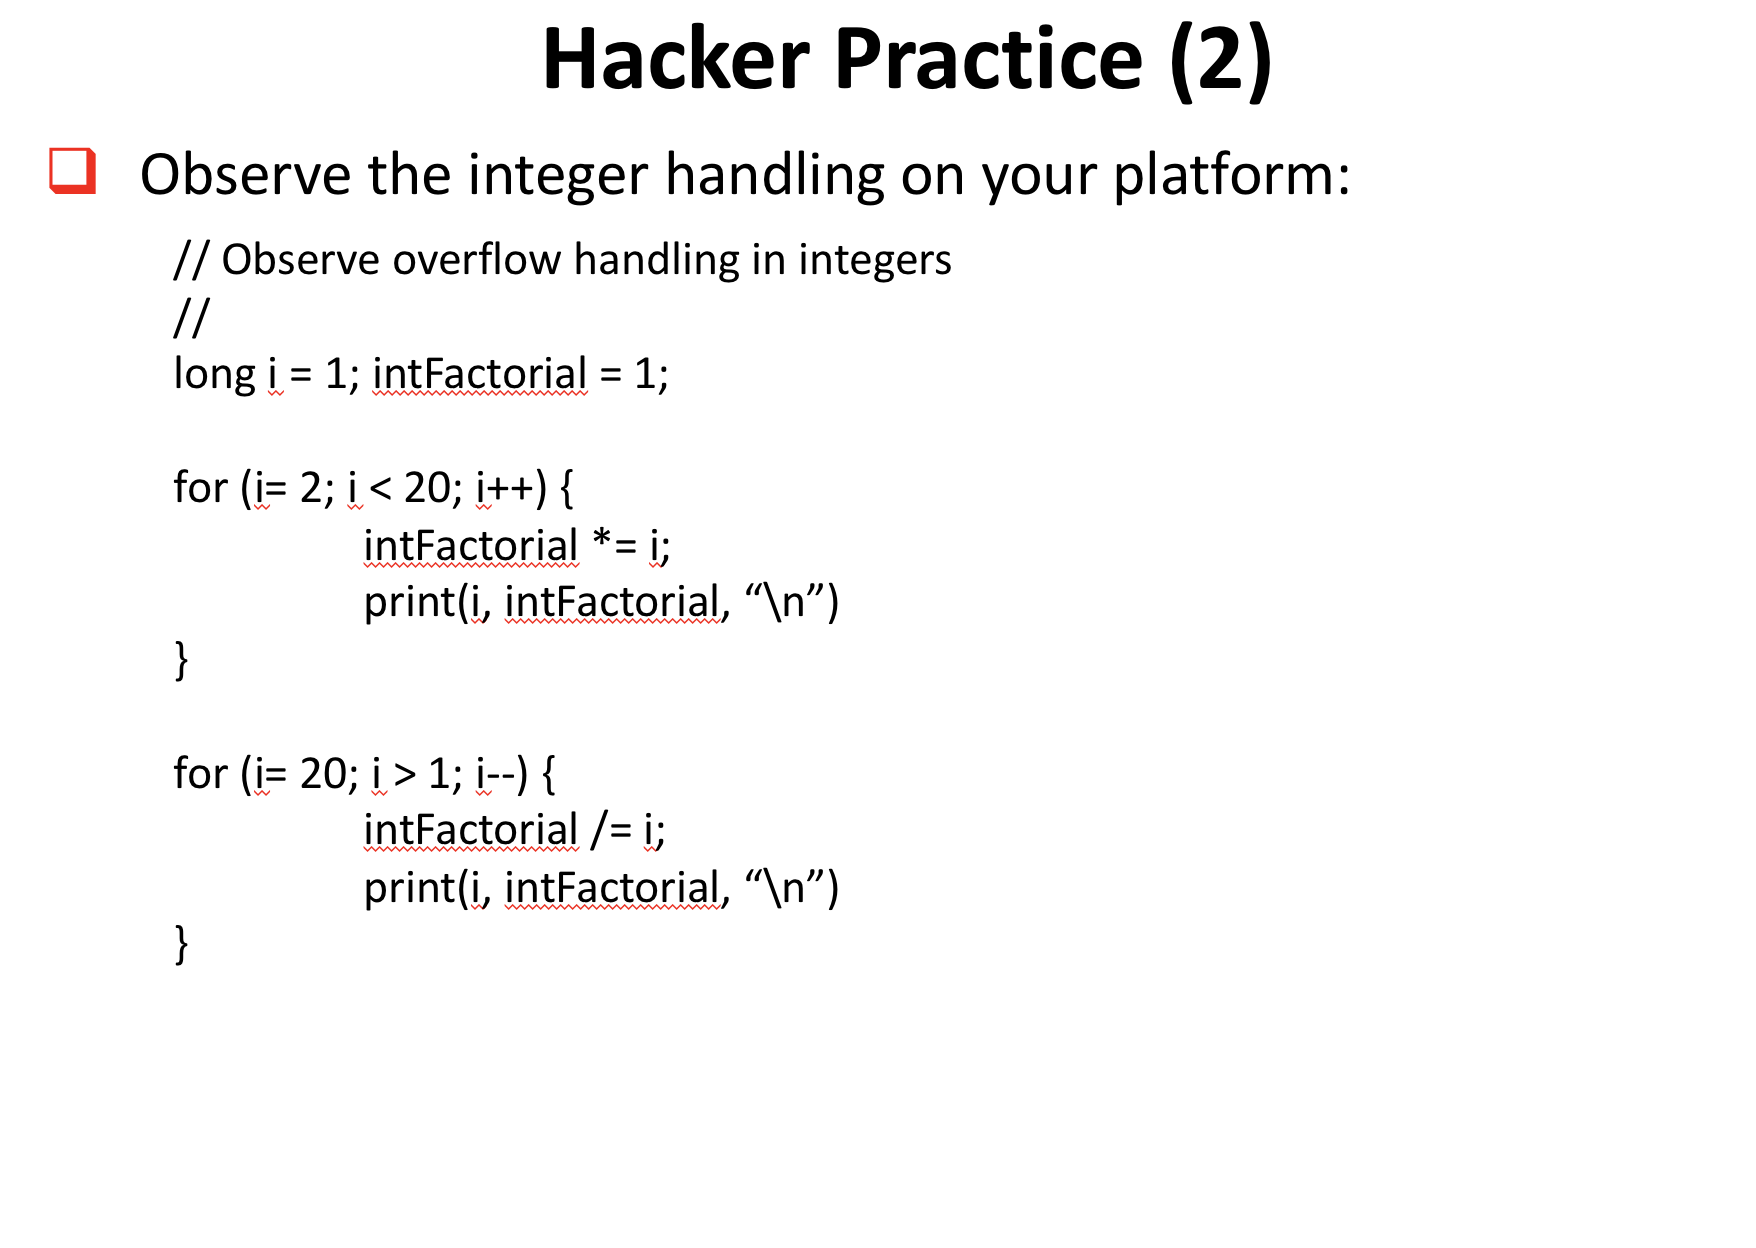 Hacker Practice (2)
Observe the integer handling on your platform:
// Observe overflow handling in integers
//
long i = 1; intFactorial = 1;
for (i= 2; i < 20; i++) {
intFactorial *= i;
print(i, intFactorial, “\n”)
}
for (i= 20; i > 1; i--) {
intFactorial /= i;
print(i, intFactorial, “\n”)
}